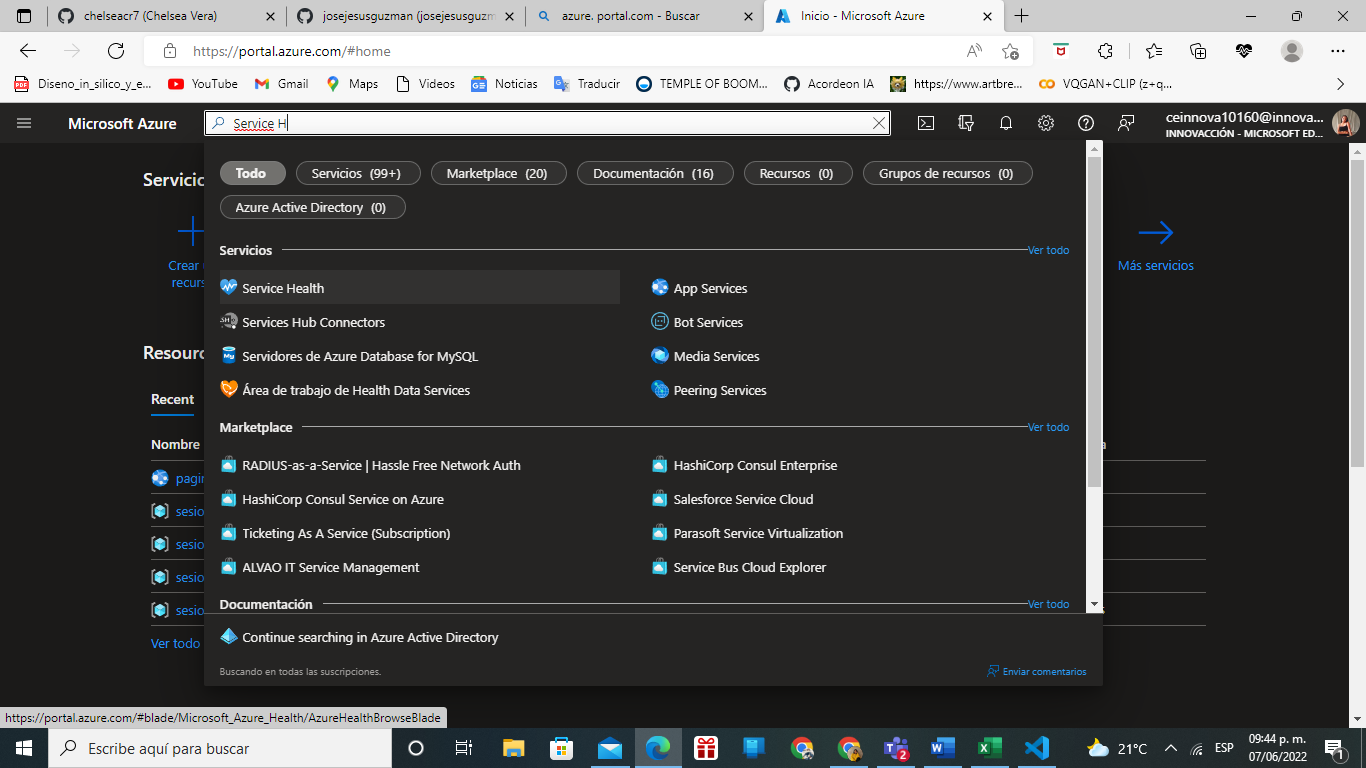 chelseacr7 (Chelsea Vera)
josejesusguzman (josejesusguzm
azure. portal.com - Buscar
Inicio - Microsoft Azure
https://portal.azure.com/#home
Diseno_in_silico_y_e...
YouTube
Gmail
Maps
Videos
Noticias
Traducir
TEMPLE OF BOOM...
Acordeon IA
https://www.artbre...
VQGAN+CLIP (z+q...
Microsoft Azure
Service H
ceinnova10160@innova...
INNOVACCIÓN - MICROSOFT ED...
Todo
Servicios (99+)
Marketplace (20)
Documentación (16)
Recursos (0)
Grupos de recursos (0)
Azure Active Directory (0)
Servicio
Crear
recurs
Más servicios
Servicios
Ver todo
Service Health
App Services
Services Hub Connectors
Bot Services
Servidores de Azure Database for MySQL
Media Services
Área de trabajo de Health Data Services
Peering Services
Resourc
Recent
Nombre
pagin
sesio
sesio
sesio
sesio
Ver todo
Marketplace
Ver todo
RADIUS-as-a-Service | Hassle Free Network Auth
HashiCorp Consul Enterprise
HashiCorp Consul Service on Azure
Salesforce Service Cloud
Ticketing As A Service (Subscription)
Parasoft Service Virtualization
ALVAO IT Service Management
Service Bus Cloud Explorer
Documentación
Ver todo
Continue searching in Azure Active Directory
Buscando en todas las suscripciones.
Enviar comentarios
https://portal.azure.com/#blade/Microsoft_Azure_Health/AzureHealthBrowseBlade
Escribe aquí para buscar
21°C
ESP
09:44 p. m.
07/06/2022